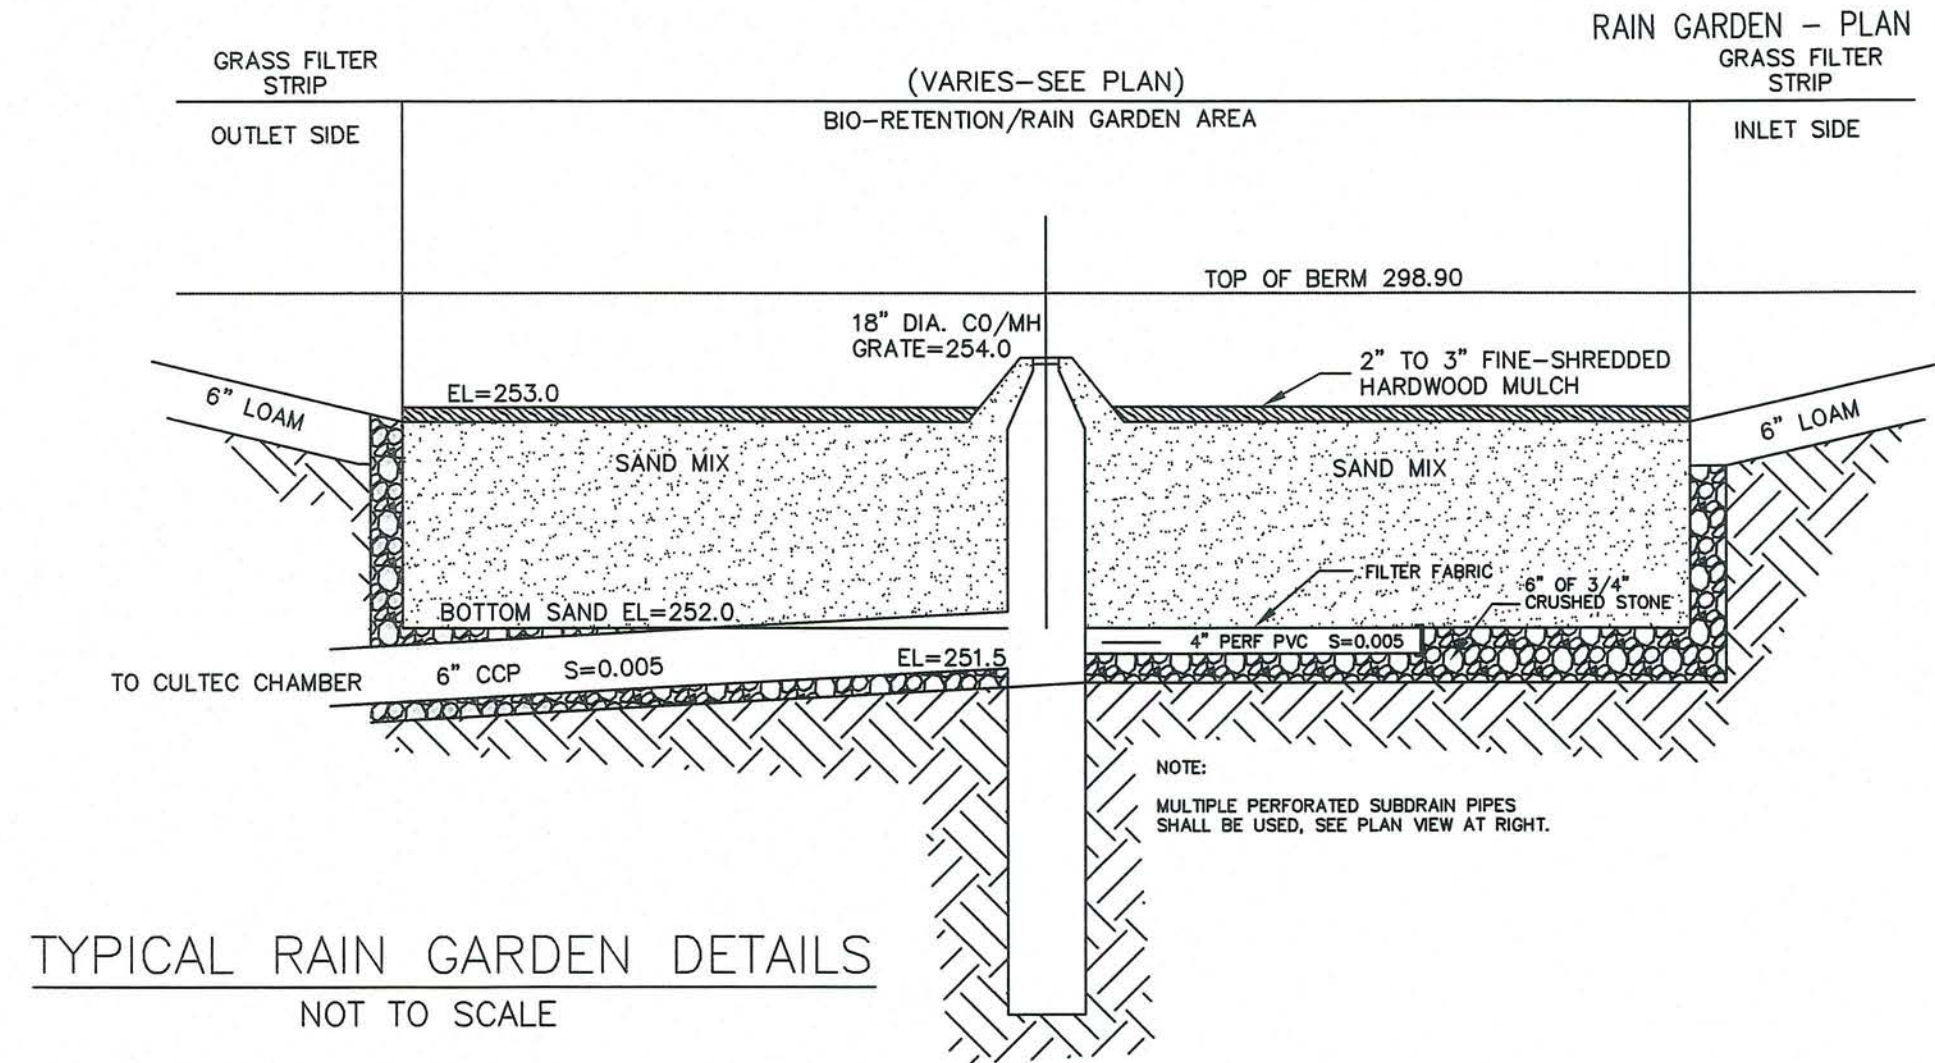 RAIN GARDEN – PLAN
GRASS FILTER
STRIP
(VARIES–SEE PLAN)
GRASS FILTER
STRIP
OUTLET SIDE
BIO–RETENTION/RAIN GARDEN AREA
INLET SIDE
TOP OF BERM 298.90
18" DIA. CO/MH
GRATE=254.0
2" TO 3" FINE–SHREDDED
HARDWOOD MULCH
EL=253.0
6" LOAM
6" LOAM
SAND MIX
SAND MIX
FILTER FABRIC
6" OF 3/4"
CRUSHED STONE
BOTTOM SAND EL=252.0
4" PERF PVC S=0.005
EL=251.5
6" CCP S=0.005
TO CULTEC CHAMBER
NOTE:
MULTIPLE PERFORATED SUBDRAIN PIPES
SHALL BE USED, SEE PLAN VIEW AT RIGHT.
TYPICAL RAIN GARDEN DETAILS
NOT TO SCALE